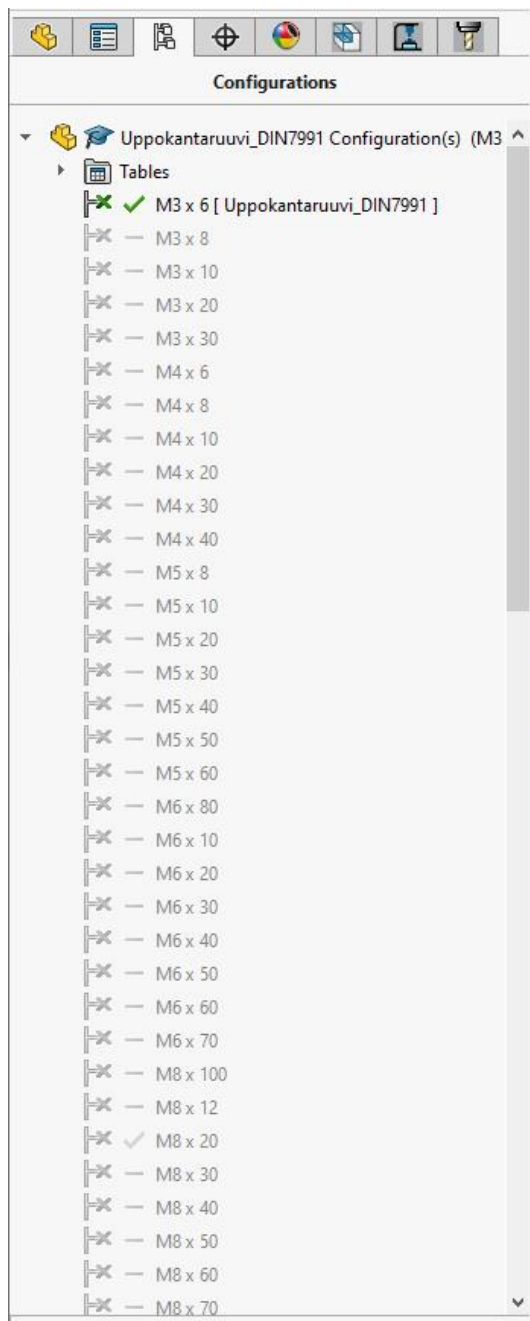 Configurations
Uppokantaruuvi_DIN7991 Configuration(s) (M3
Tables
M3 x 6 [ Uppokantaruuvi_DIN7991 ]
M3 x 8
M3 x 10
M3 x 20
M3 x 30
M4 x 6
M4 x 8
M4 x 10
M4 x 20
M4 x 30
M4 x 40
M5 x 8
M5 x 10
M5 x 20
M5 x 30
M5 x 40
M5 x 50
M5 x 60
M6 x 80
M6 x 10
M6 x 20
M6 x 30
M6 x 40
M6 x 50
M6 x 60
M6 x 70
M8 x 100
M8 x 12
M8 x 20
M8 x 30
M8 x 40
M8 x 50
M8 x 60
M8 x 70